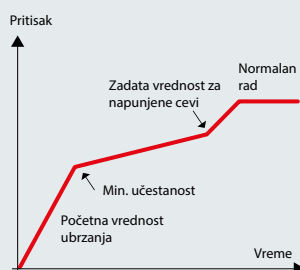 Pritisak
Normalan
rad
Zadata vrednost za
napunjene cevi
Min. učestanost
Početna vrednost
ubrzanja
Vreme